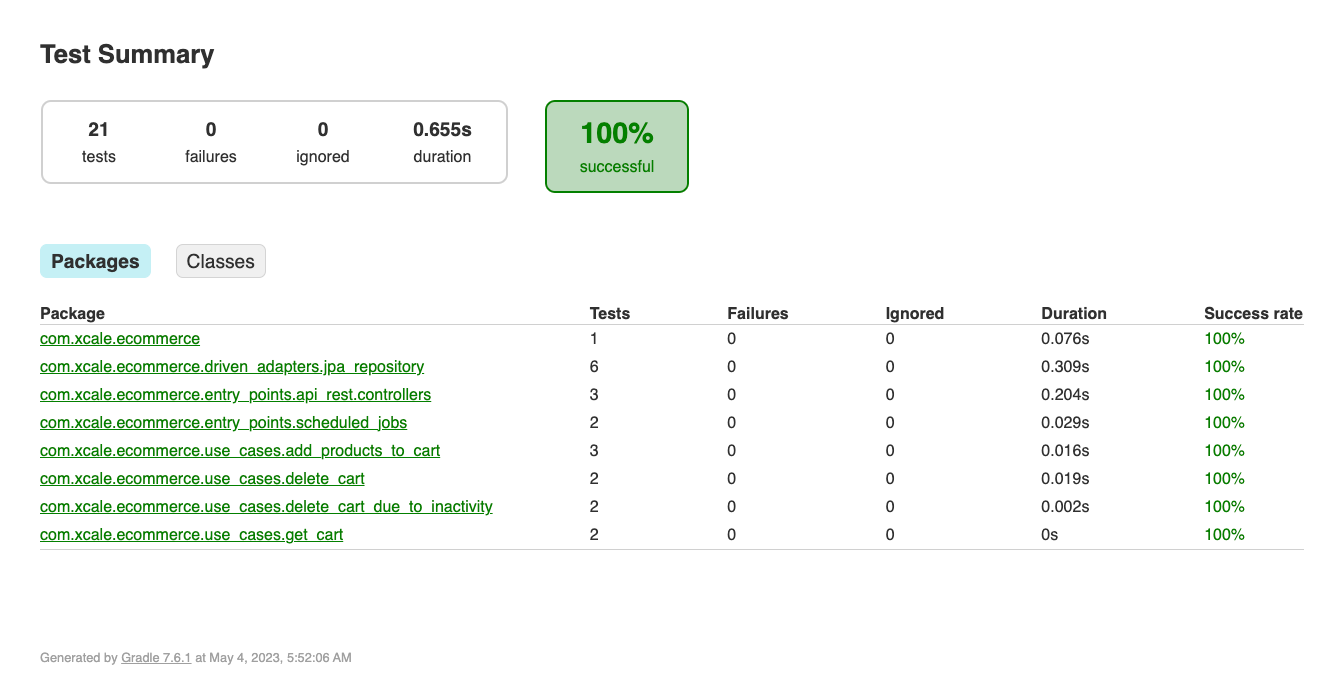 Test Summary
21 0 0 0.655s
tests failures ignored duration
100%
successful
Packages Classes
Package Tests Failures Ignored Duration Success rate
com.xcale.ecommerce 1 0 0 0.076s 100%
com.xcale.ecommerce.driven_adapters.jpa_repository 6 0 0 0.309s 100%
com.xcale.ecommerce.entry_points.api_rest.controllers 3 0 0 0.204s 100%
com.xcale.ecommerce.entry_points.scheduled_jobs 2 0 0 0.029s 100%
com.xcale.ecommerce.use_cases.add_products_to_cart 3 0 0 0.016s 100%
com.xcale.ecommerce.use_cases.delete_cart 2 0 0 0.019s 100%
com.xcale.ecommerce.use_cases.delete_cart_due_to_inactivity 2 0 0 0.002s 100%
com.xcale.ecommerce.use_cases.get_cart 2 0 0 0s 100%
Generated by Gradle 7.6.1 at May 4, 2023, 5:52:06 AM